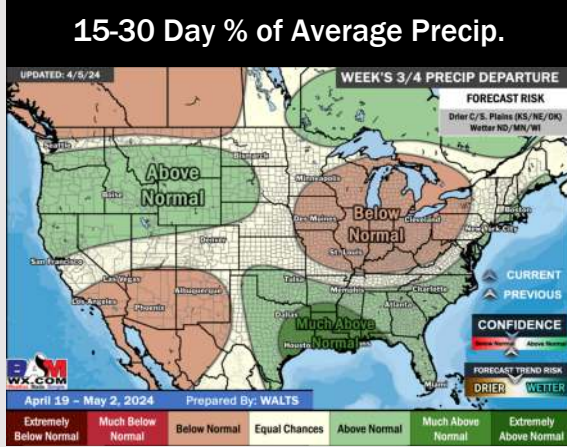 15-30 Day % of Average Precip.
UPDATED: 4/5/24
WEEK'S 3/4 PRECIP DEPARTURE
FORECAST RISK
Drier C/S. Plains (KS/NE/OK)
Wetter ND/MN/WI
Seattle
Bismarck
Above
Normal
Boise
Minneapolis
Boston
New York City
Below
Normal
Cleveland
Des Moines
Denver
St. Louis
San Francisco
Las Vegas
Los Angeles
Albuquerque
Phoenix
Tulsa
Memphis
Charlotte
Atlanta
Dallas
Much Above
Normal
Houston
Miami
CURRENT
PREVIOUS
CONFIDENCE
Below Normal
Above Normal
FORECAST TREND RISK
DRIER
WETTER
BAM
WX.COM
April 19 – May 2, 2024
Prepared By: WALTS
Extremely
Below Normal
Much Below
Normal
Below Normal
Equal Chances
Above Normal
Much Above
Normal
Extremely
Above Normal